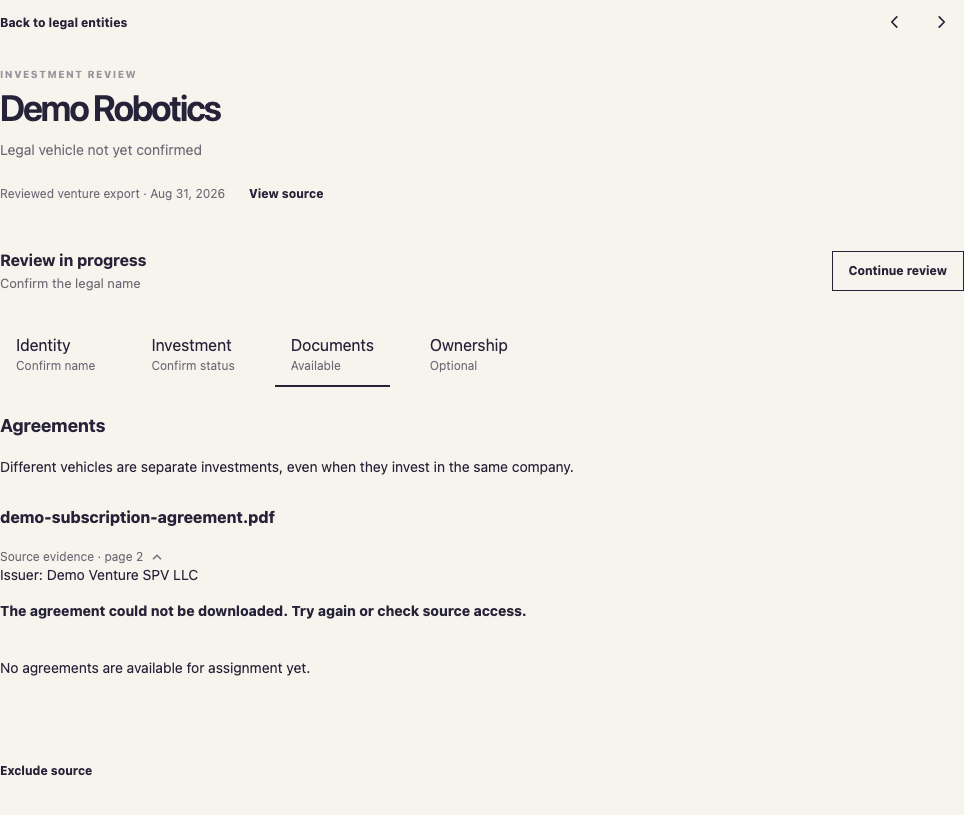 Back to legal entities
INVESTMENT REVIEW
Demo Robotics
Legal vehicle not yet confirmed
Reviewed venture export · Aug 31, 2026 View source
Review in progress
Confirm the legal name
Continue review
Identity Investment Documents Ownership
Confirm name Confirm status Available Optional
Agreements
Different vehicles are separate investments, even when they invest in the same company.
demo-subscription-agreement.pdf
Source evidence · page 2
Issuer: Demo Venture SPV LLC
The agreement could not be downloaded. Try again or check source access.
No agreements are available for assignment yet.
Exclude source